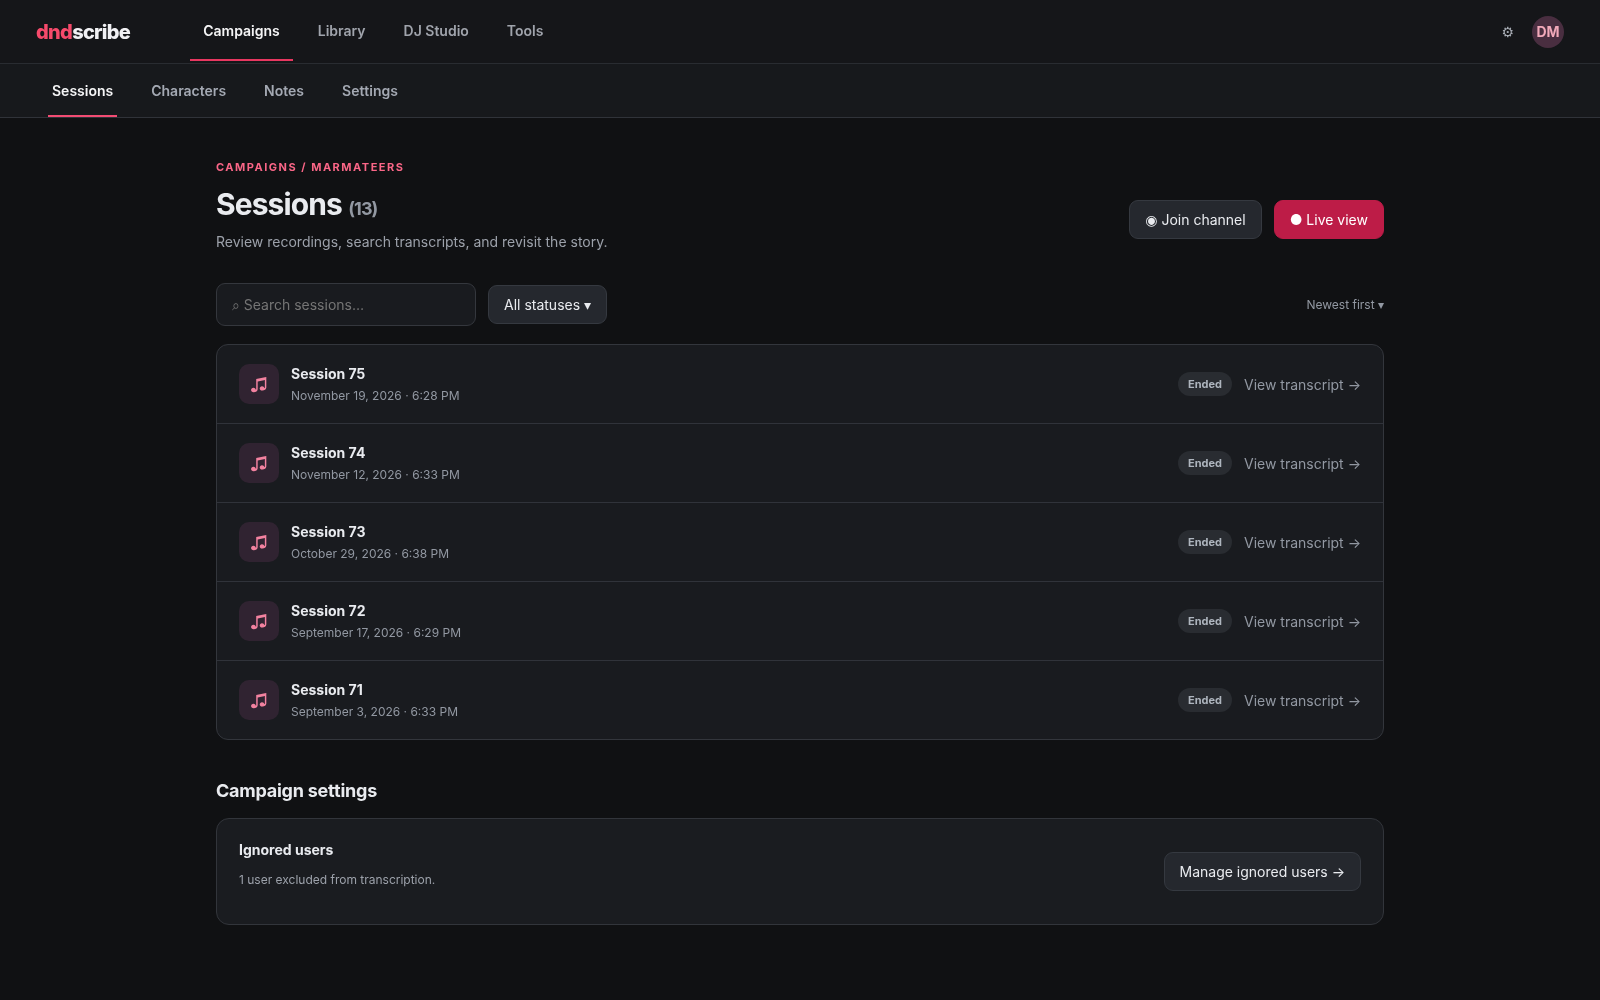 dndscribe Campaigns Library DJ Studio Tools ⚙ DM
Sessions Characters Notes Settings
CAMPAIGNS / MARMATEERS
Sessions (13)
◉ Join channel ● Live view
Review recordings, search transcripts, and revisit the story.
⌕ Search sessions... All statuses ▾ Newest first ▾
Session 75
November 19, 2026 · 6:28 PM
Ended View transcript →
Session 74
November 12, 2026 · 6:33 PM
Ended View transcript →
Session 73
October 29, 2026 · 6:38 PM
Ended View transcript →
Session 72
September 17, 2026 · 6:29 PM
Ended View transcript →
Session 71
September 3, 2026 · 6:33 PM
Ended View transcript →
Campaign settings
Ignored users
1 user excluded from transcription.
Manage ignored users →